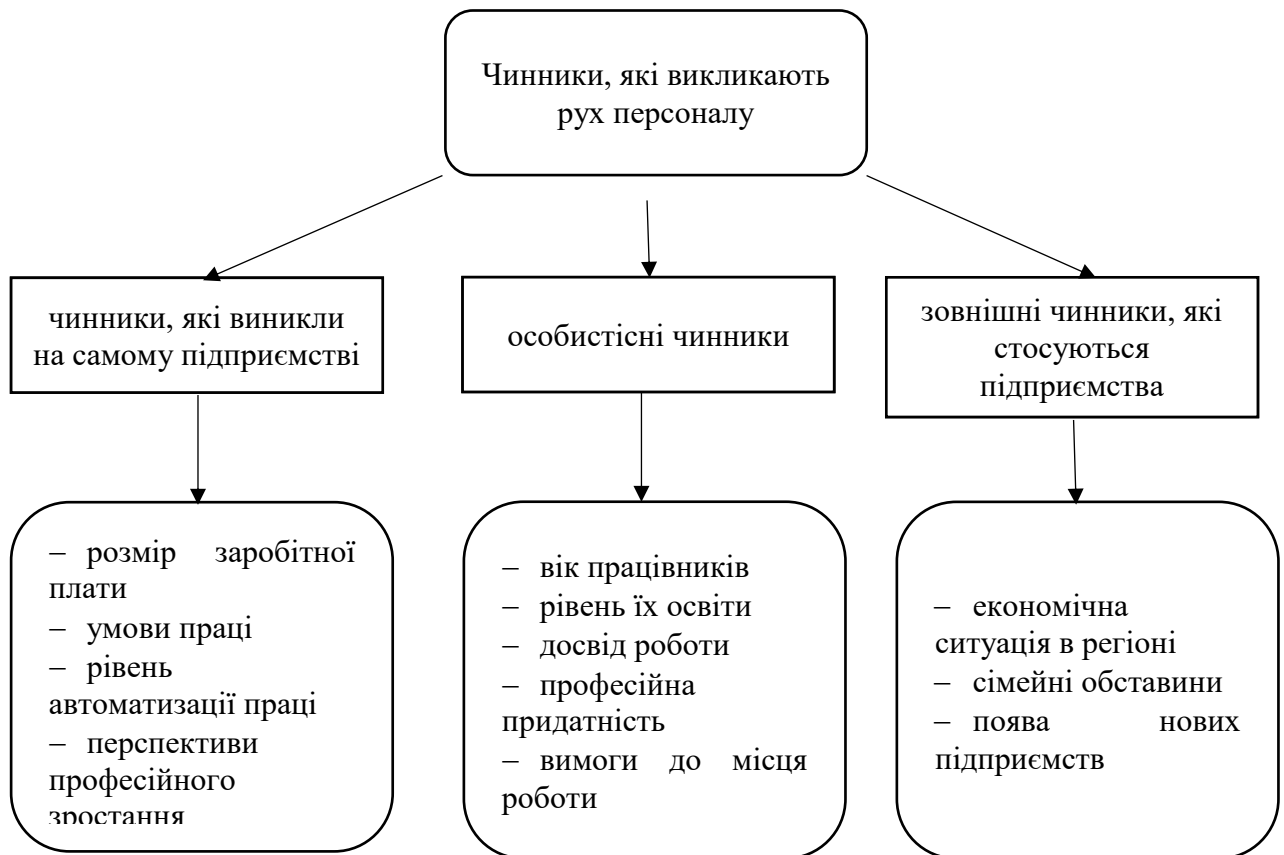 Чинники, які викликають
рух персоналу
чинники, які виникли
на самому підприємстві
особистісні чинники
зовнішні чинники, які
стосуються
підприємства
– розмір заробітної
плати
– умови праці
– рівень
автоматизації праці
– перспективи
професійного
зростання
– вік працівників
– рівень їх освіти
– досвід роботи
– професійна
придатність
– вимоги до місця
роботи
– економічна
ситуація в регіоні
– сімейні обставини
– поява нових
підприємств